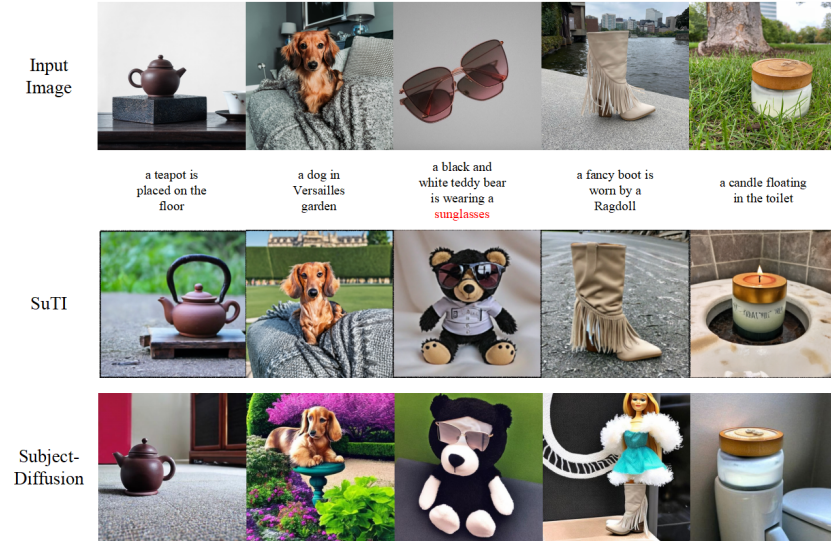 Input
Image
a teapot is
placed on the
floor
a dog in
Versailles
garden
a black and
white teddy bear
is wearing a
sunglasses
a fancy boot is
worn by a
Ragdoll
a candle floating
in the toilet
SuTI
Subject-
Diffusion